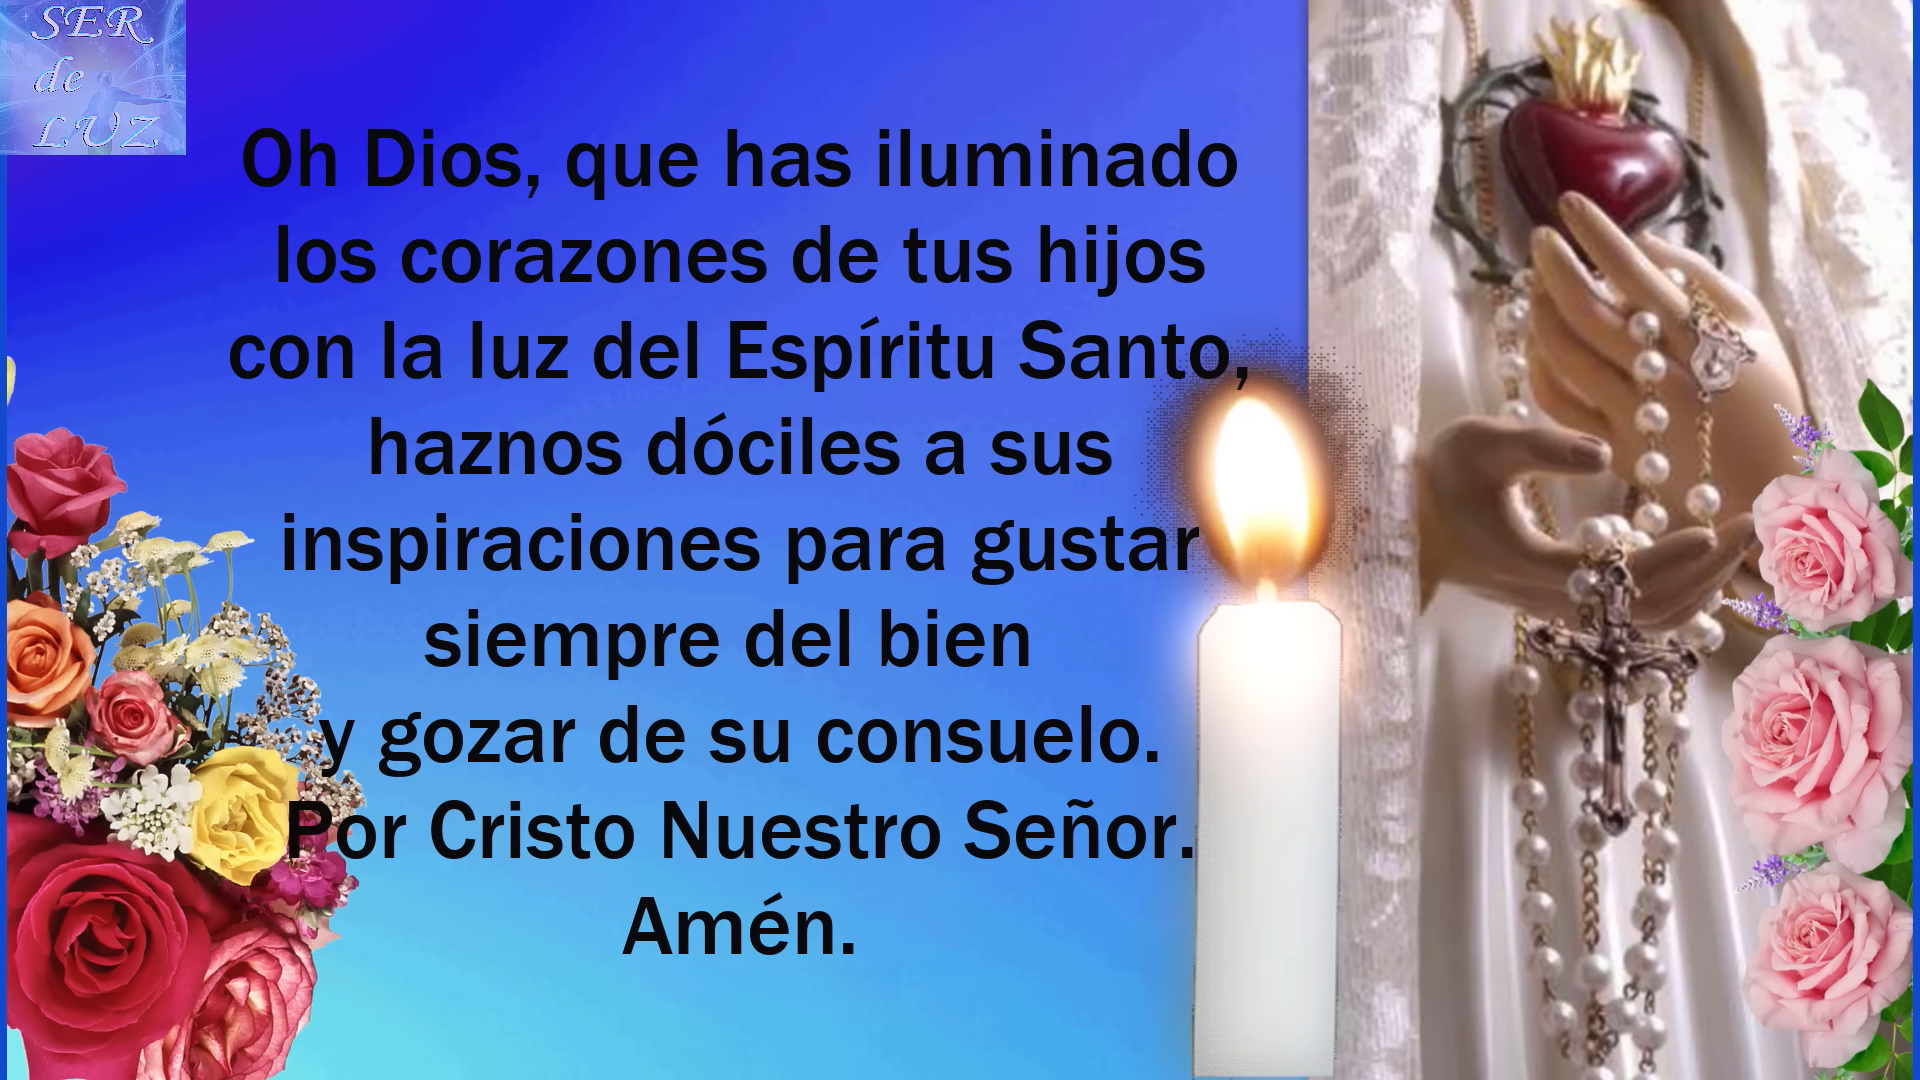 SER
de
LUZ
Oh Dios, que has iluminado
los corazones de tus hijos
con la luz del Espíritu Santo,
haznos dóciles a sus
inspiraciones para gustar
siempre del bien
y gozar de su consuelo.
Por Cristo Nuestro Señor.
Amén.